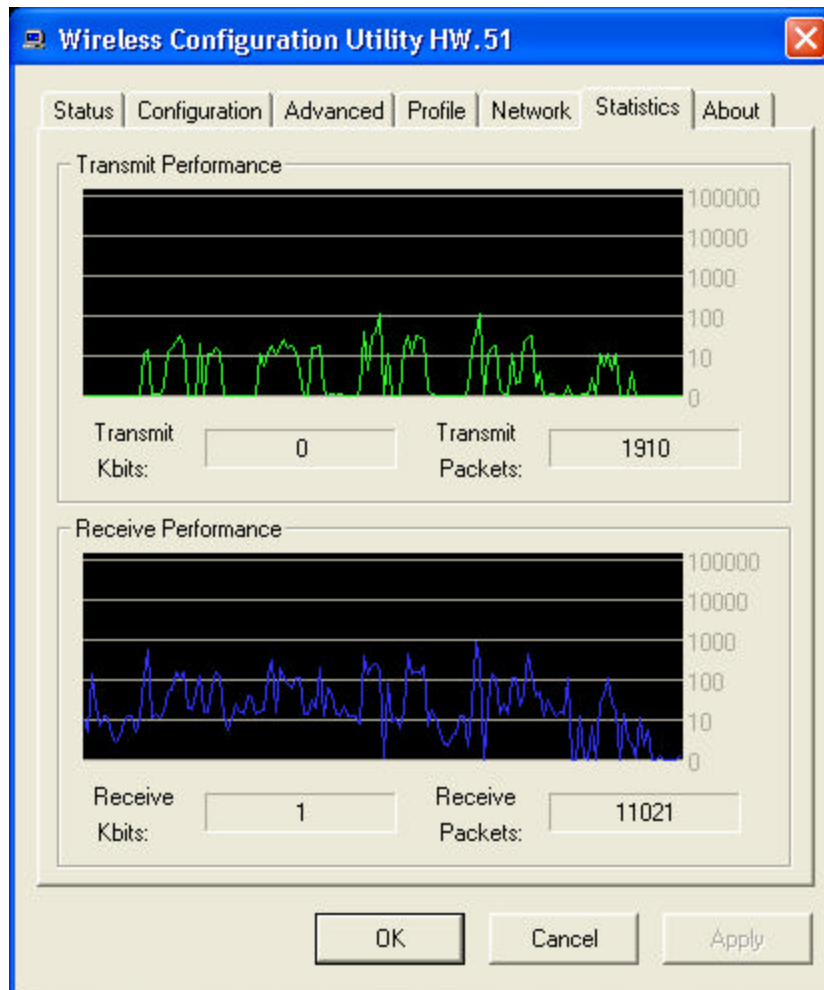 Wireless Configuration Utility HW.51
Status Configuration Advanced Profile Network Statistics About
Transmit Performance
100000
10000
1000
100
10
0
Transmit Kbits: 0 Transmit Packets: 1910
Receive Performance
100000
10000
1000
100
10
0
Receive Kbits: 1 Receive Packets: 11021
OK Cancel Apply